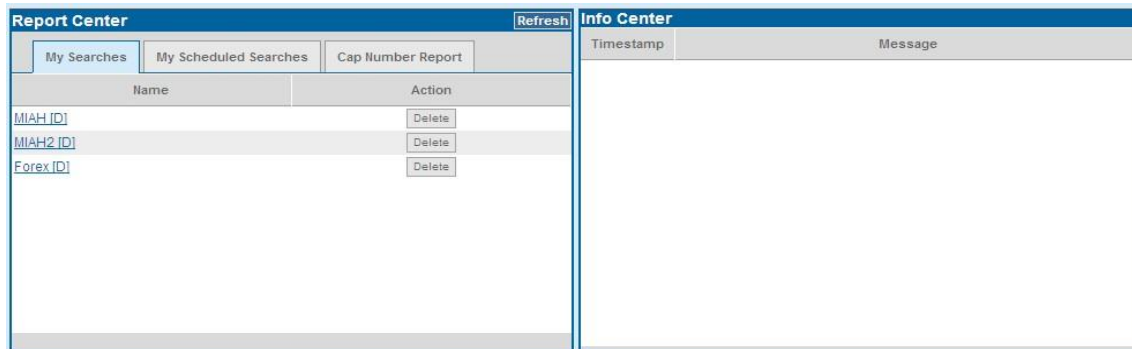 Report Center Refresh
My Searches My Scheduled Searches Cap Number Report
Name Action
MIAH [D] Delete
MIAH2 [D] Delete
Forex [D] Delete
Info Center
Timestamp Message